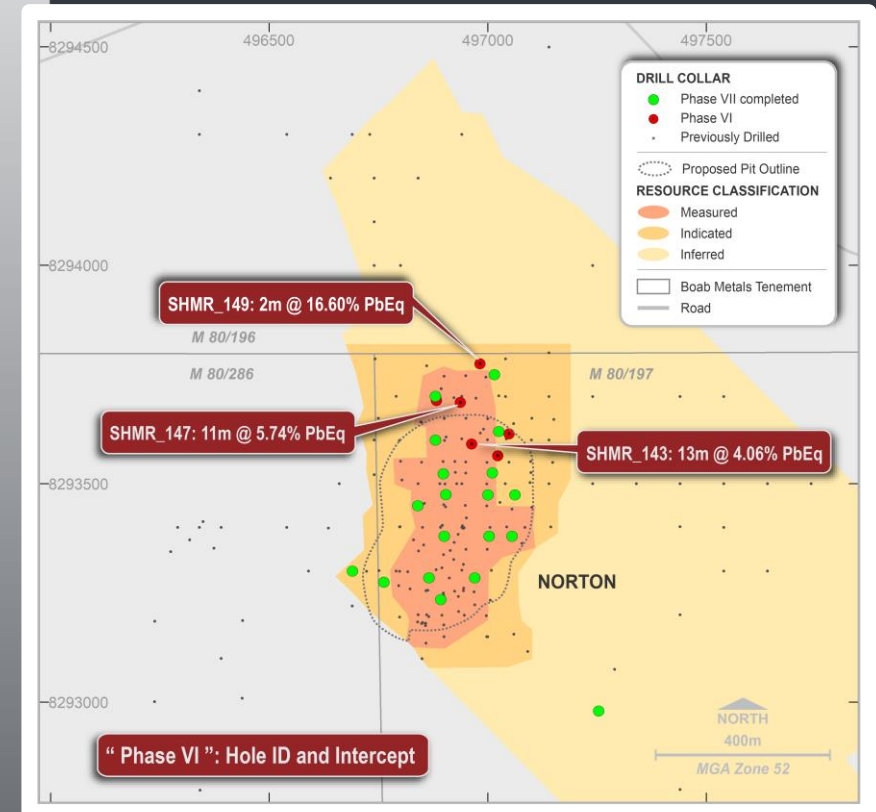 496500
497000
497500
8294500
DRILL COLLAR
Phase VII completed
Phase VI
Previously Drilled
Proposed Pit Outline
RESOURCE CLASSIFICATION
Measured
Indicated
Inferred
Boab Metals Tenement
Road
8294000
SHMR_149: 2m @ 16.60% PbEq
M 80/196
M 80/286
M 80/197
SHMR_147: 11m @ 5.74% PbEq
SHMR_143: 13m @ 4.06% PbEq
8293500
NORTON
8293000
NORTH
400m
MGA Zone 52
“ Phase VI ”: Hole ID and Intercept